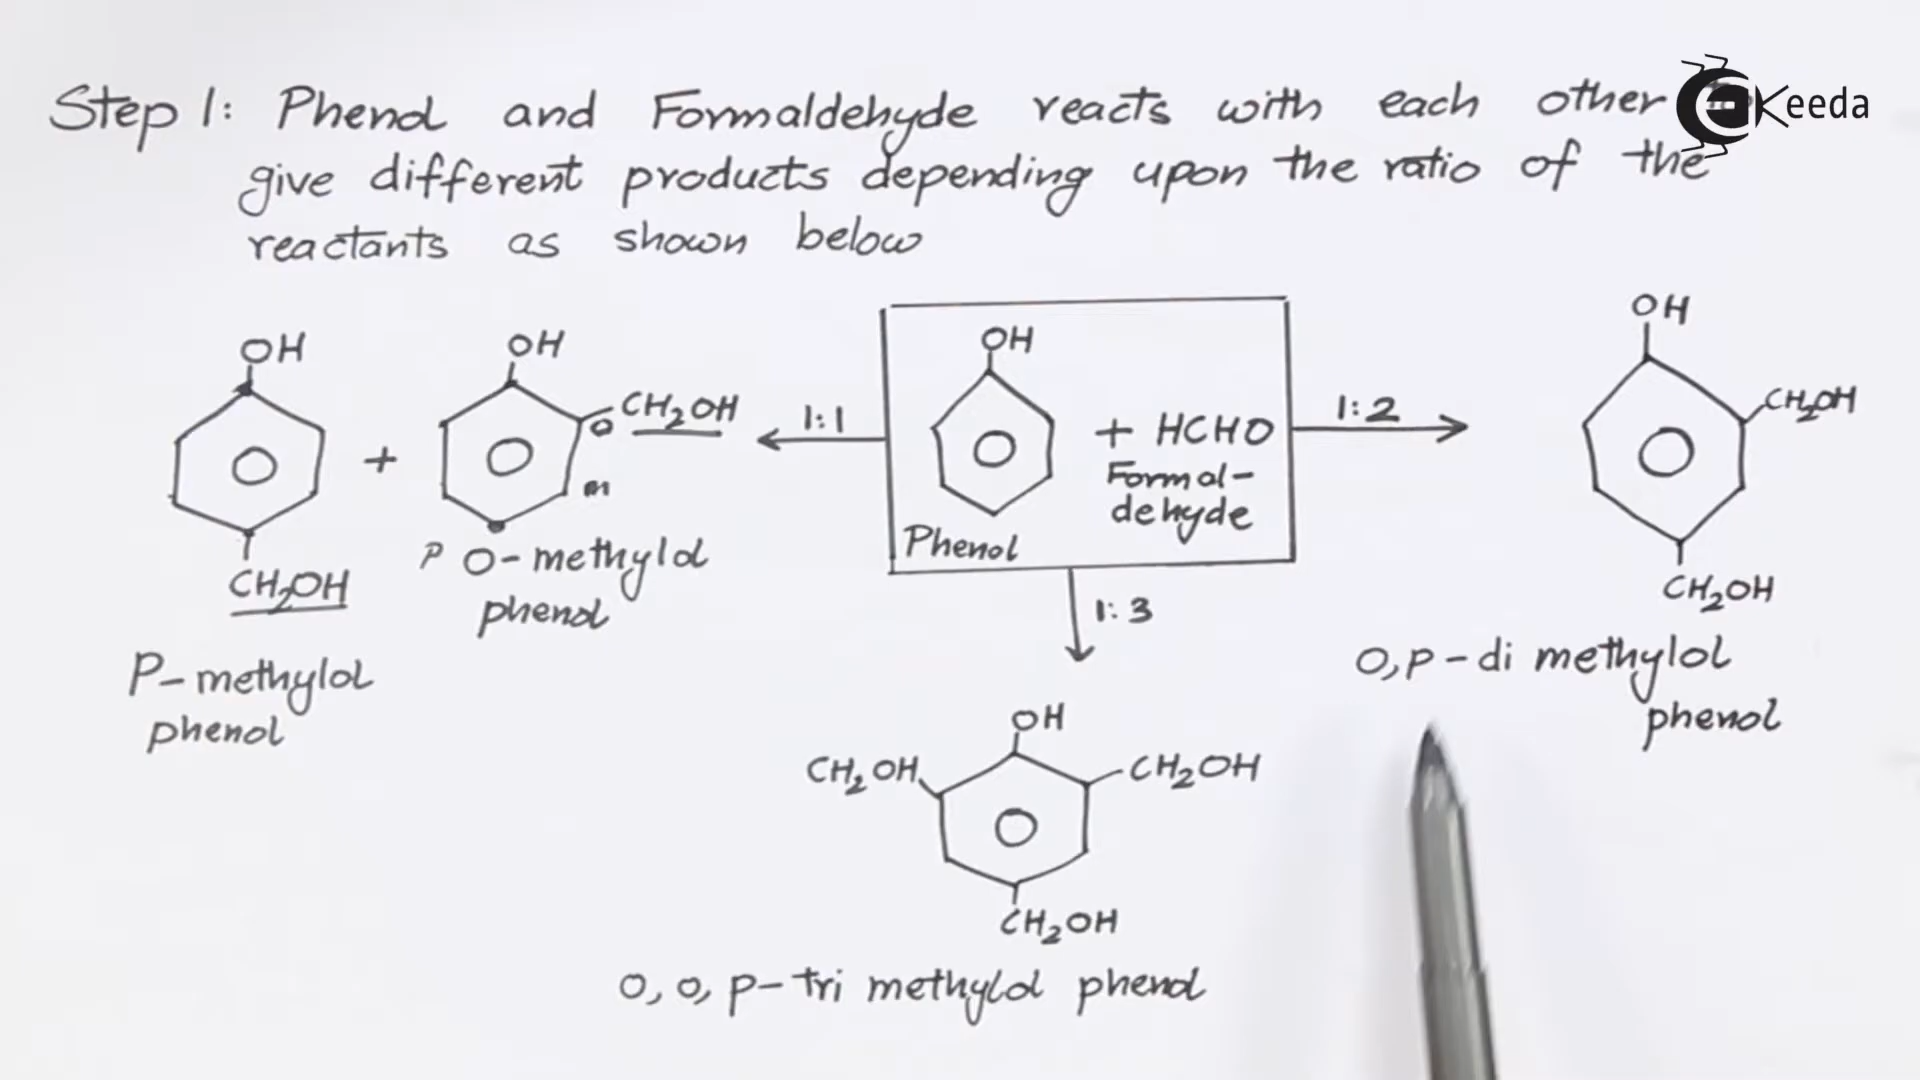 Step 1: Phenol and Formaldehyde reacts with each other
give different products depending upon the ratio of the
reactants as shown below
Keeda
OH
CH2OH
P-methylol
phenol
+
OH
CH2OH
o
m
P
O-methylol
phenol
1:1
OH
Phenol
+ HCHO
Formal-
dehyde
1:2
OH
CH2OH
CH2OH
O,p-di methylol
phenol
1:3
OH
CH2OH
CH2OH
CH2OH
O, o, p-tri methylol phenol